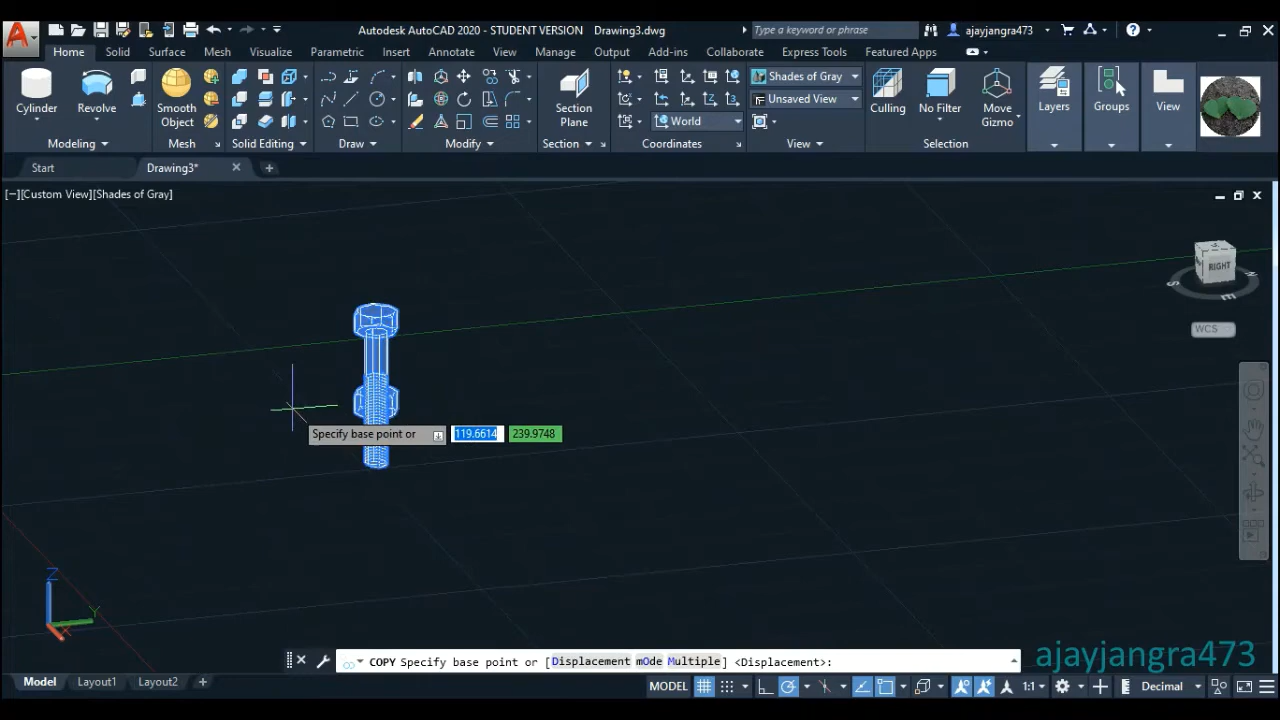 Autodesk AutoCAD 2020 - STUDENT VERSION Drawing3.dwg Type a keyword or phrase ajayjangra473
Home Solid Surface Mesh Visualize Parametric Insert Annotate View Manage Output Add-ins Collaborate Express Tools Featured Apps
Shades of Gray
Unsaved View
World
Cylinder Revolve Smooth Object Section Plane Culling No Filter Move Gizmo Layers Groups View
Modeling Mesh Solid Editing Draw Modify Section Coordinates View Selection
Start Drawing3*
[−][Custom View][Shades of Gray]
RIGHT
S E N
WCS
Specify base point or 119.6614 239.9748
Z
Y
X
COPY Specify base point or [Displacement mOde Multiple] <Displacement>:
ajayjangra473
Model Layout1 Layout2 MODEL 1:1 Decimal